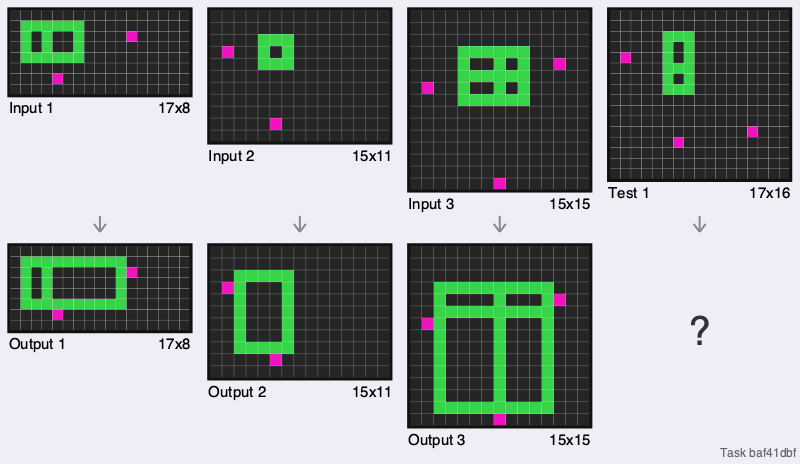 Input 1 17x8
Input 2 15x11
Input 3 15x15
Test 1 17x16
Output 1 17x8
Output 2 15x11
Output 3 15x15
?
Task baf41dbf